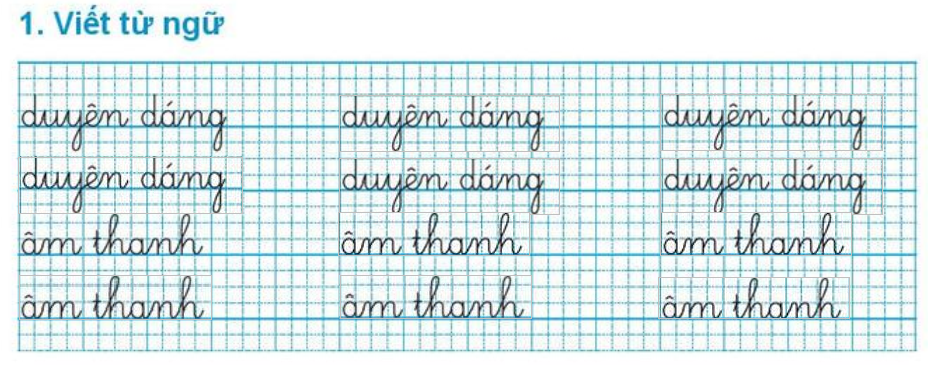 1. Viết từ ngữ
duyên dáng duyên dáng duyên dáng
duyên dáng duyên dáng duyên dáng
âm thanh âm thanh âm thanh
âm thanh âm thanh âm thanh